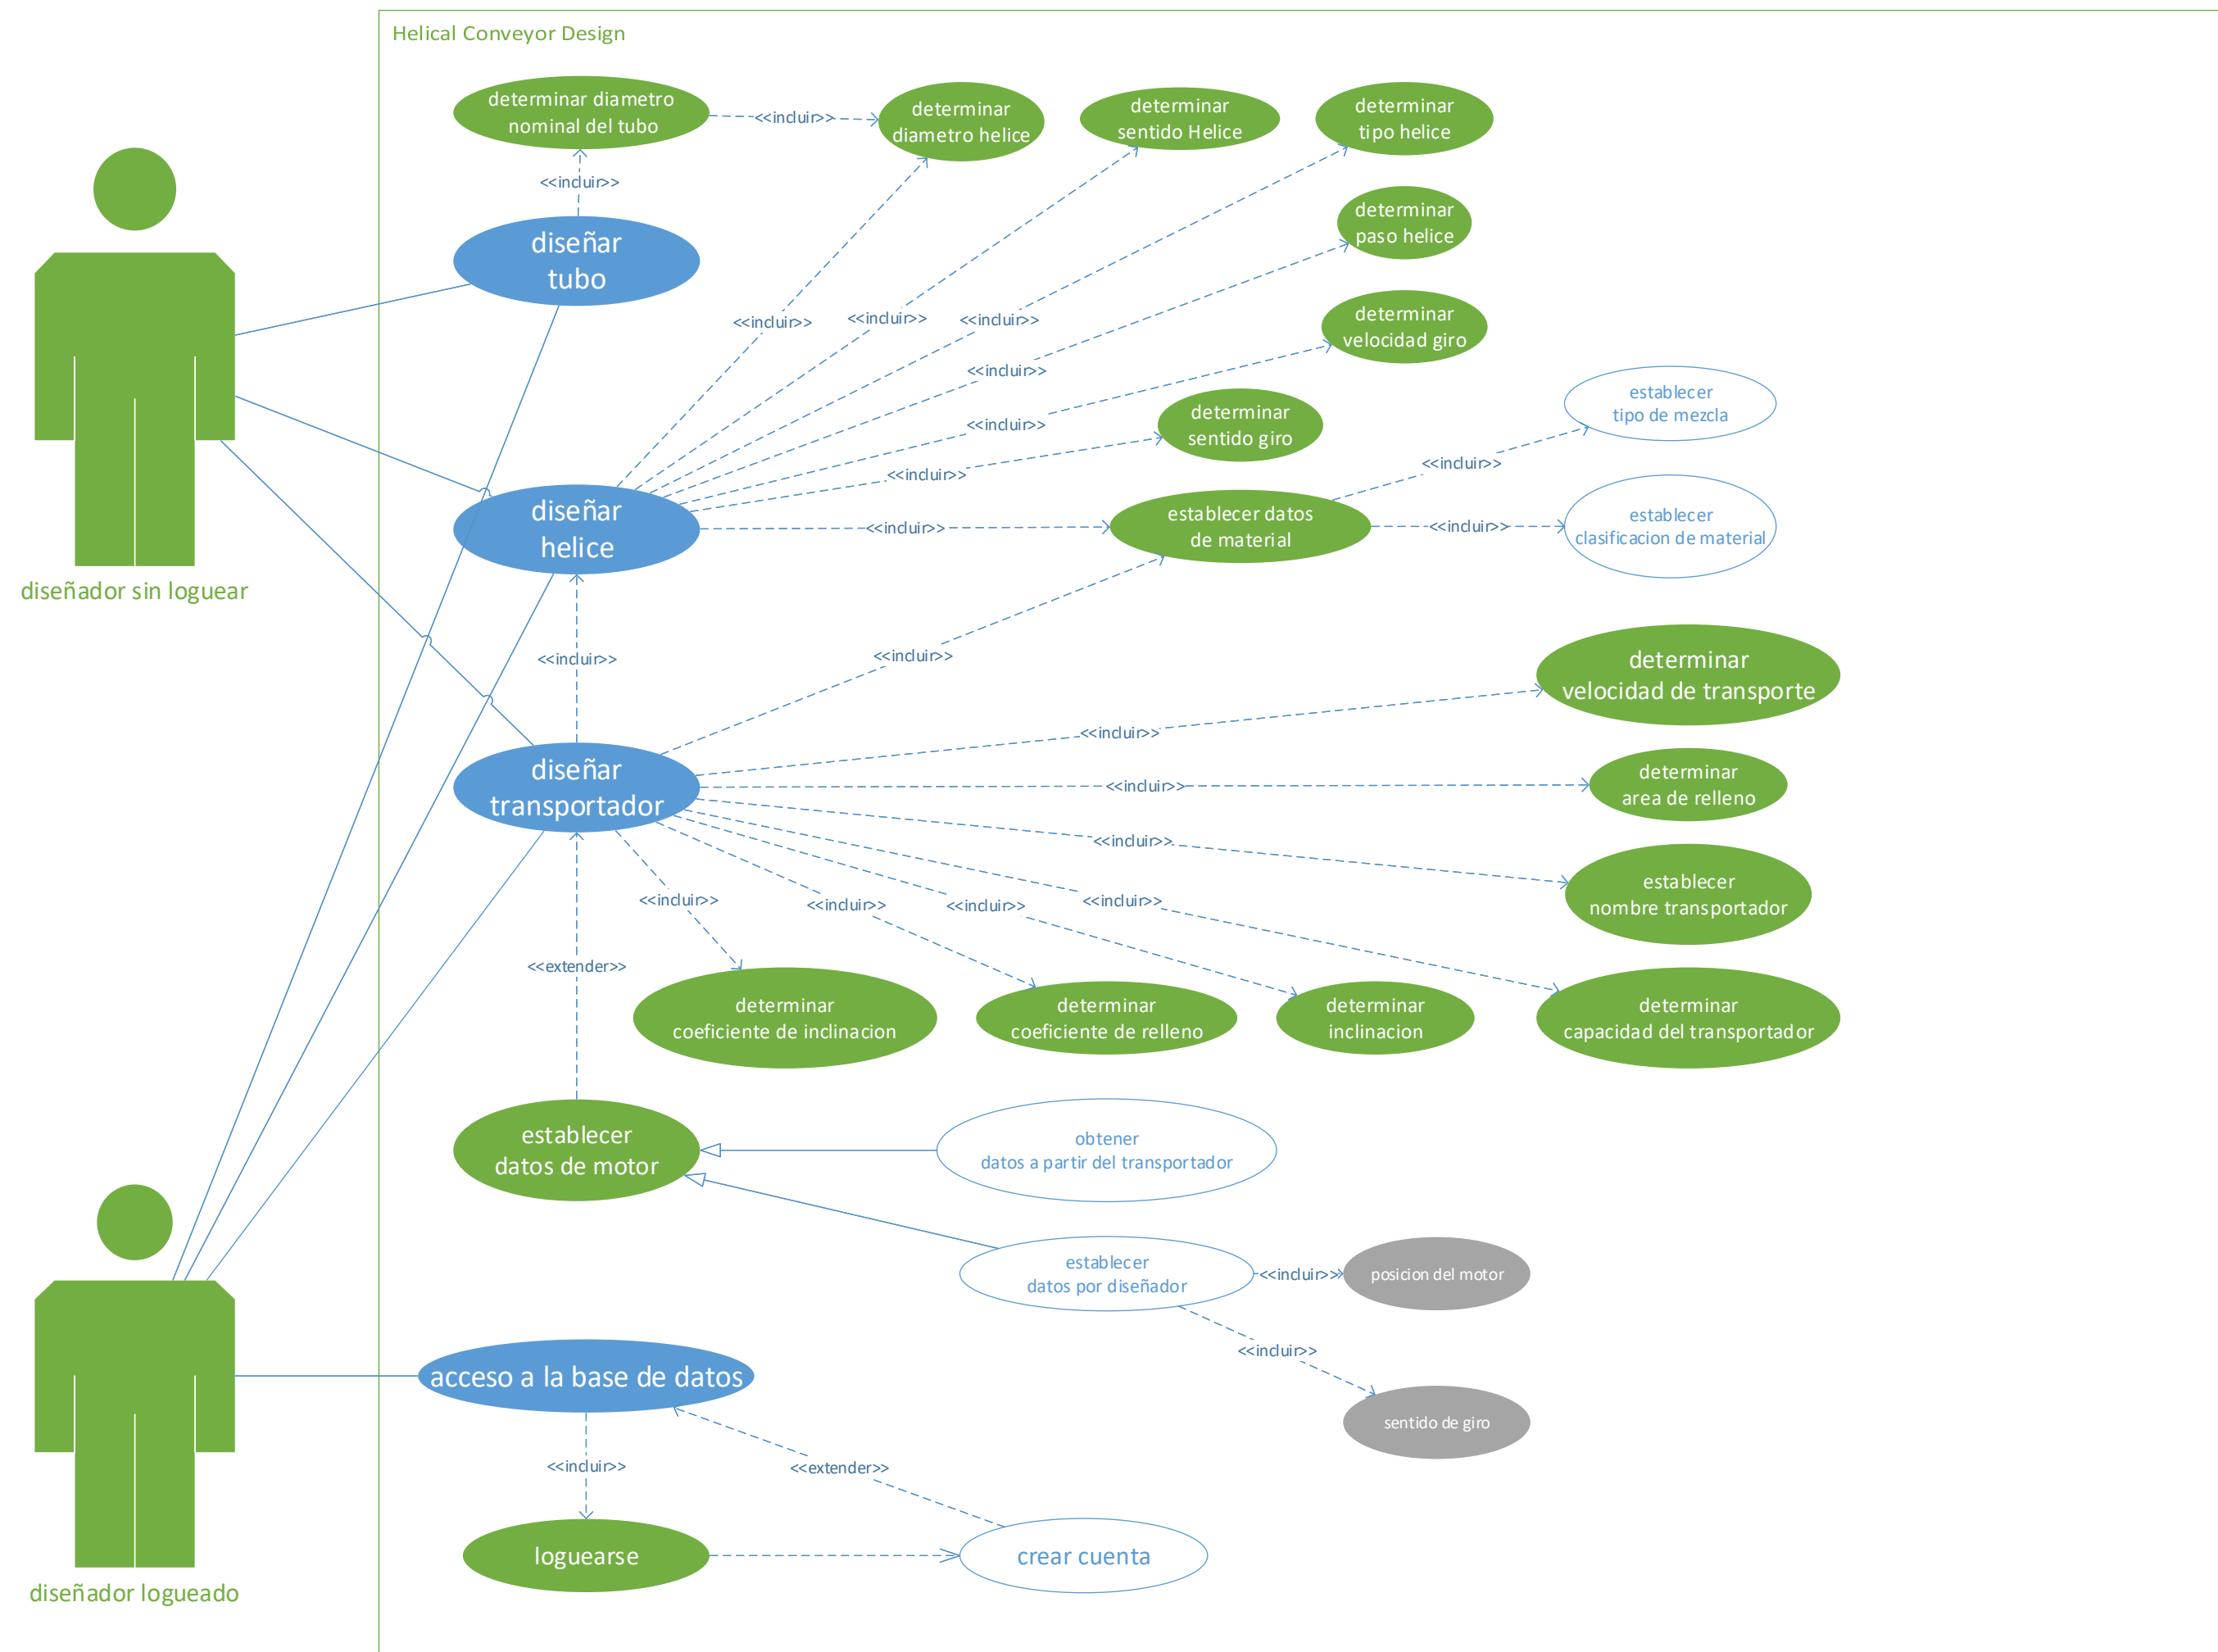 Helical Conveyor Design
determinar diametro
nominal del tubo
<<incluir>>
determinar
diametro helice
determinar
sentido Helice
determinar
tipo helice
<<incluir>>
determinar
paso helice
diseñar
tubo
determinar
velocidad giro
<<incluir>>
<<incluir>>
<<incluir>>
<<incluir>>
<<incluir>>
determinar
sentido giro
establecer
tipo de mezcla
<<incluir>>
<<incluir>>
diseñar
helice
<<incluir>>
establecer datos
de material
<<incluir>>
establecer
clasificacion de material
diseñador sin loguear
<<incluir>>
<<incluir>>
determinar
velocidad de transporte
<<incluir>>
diseñar
transportador
<<incluir>>
determinar
area de relleno
<<incluir>>
establecer
nombre transportador
<<incluir>>
<<incluir>>
<<incluir>>
<<incluir>>
<<extender>>
determinar
coeficiente de inclinacion
determinar
coeficiente de relleno
determinar
inclinacion
determinar
capacidad del transportador
establecer
datos de motor
obtener
datos a partir del transportador
establecer
datos por diseñador
<<incluir>>
posicion del motor
<<incluir>>
acceso a la base de datos
sentido de giro
<<incluir>>
<<extender>>
loguearse
crear cuenta
diseñador logueado